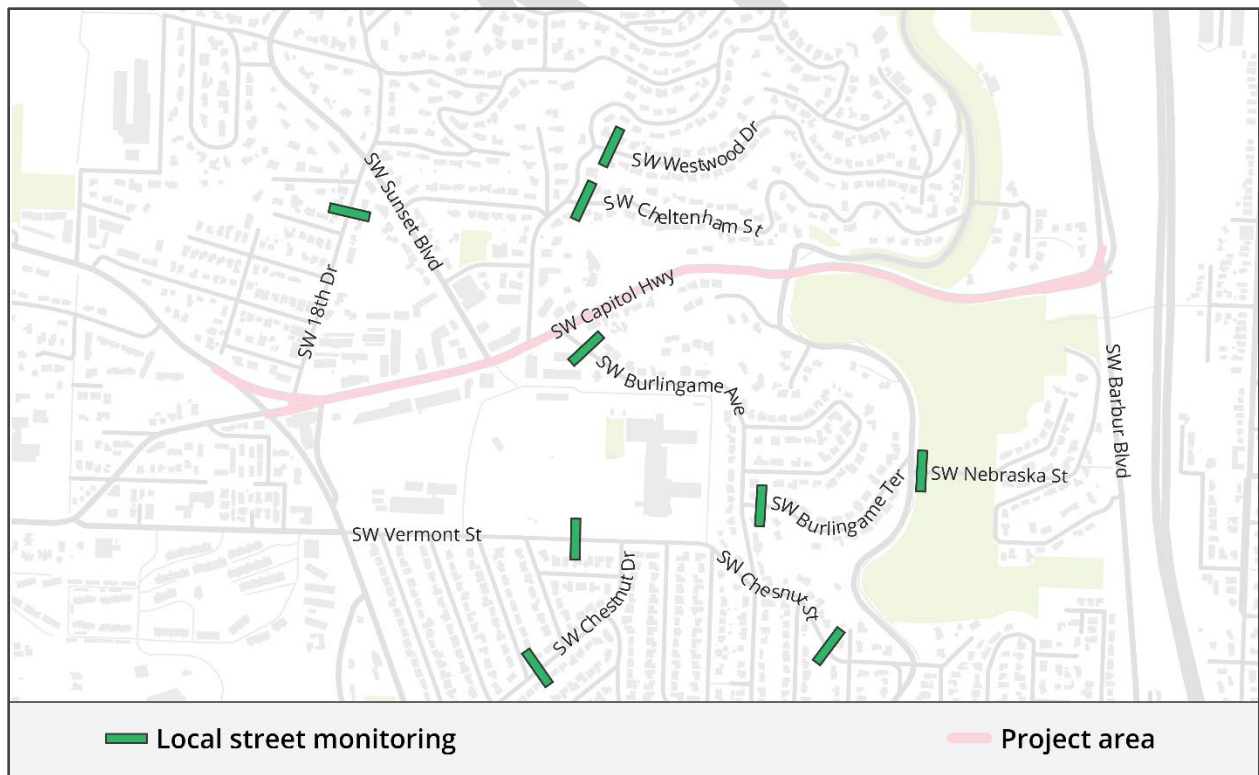 SW Westwood Dr
SW Cheltenham St
SW Sunset Blvd
SW 18th Dr
SW Capitol Hwy
SW Burlingame Ave
SW Barbur Blvd
SW Nebraska St
SW Burlingame Ter
SW Vermont St
SW Chestnut Dr
SW Chesnut St
Local street monitoring
Project area